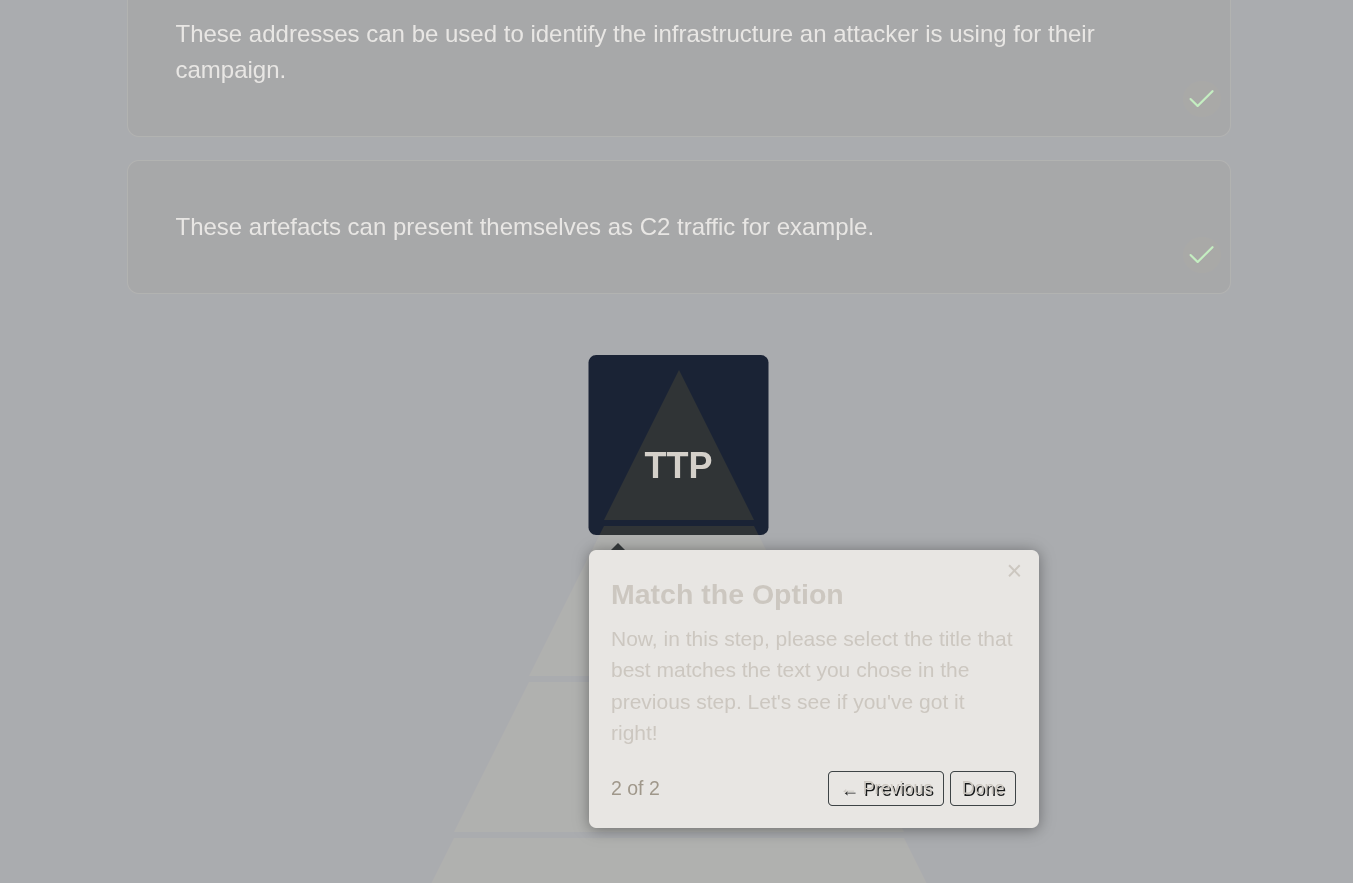 These addresses can be used to identify the infrastructure an attacker is using for their
campaign.
These artefacts can present themselves as C2 traffic for example.
TTP
×
Match the Option
Now, in this step, please select the title that
best matches the text you chose in the
previous step. Let's see if you've got it
right!
2 of 2
← Previous
Done